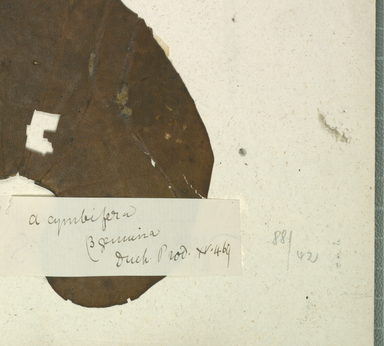 a cymbifera
β genuina
Duch. Prod. XV. 469
88/
42